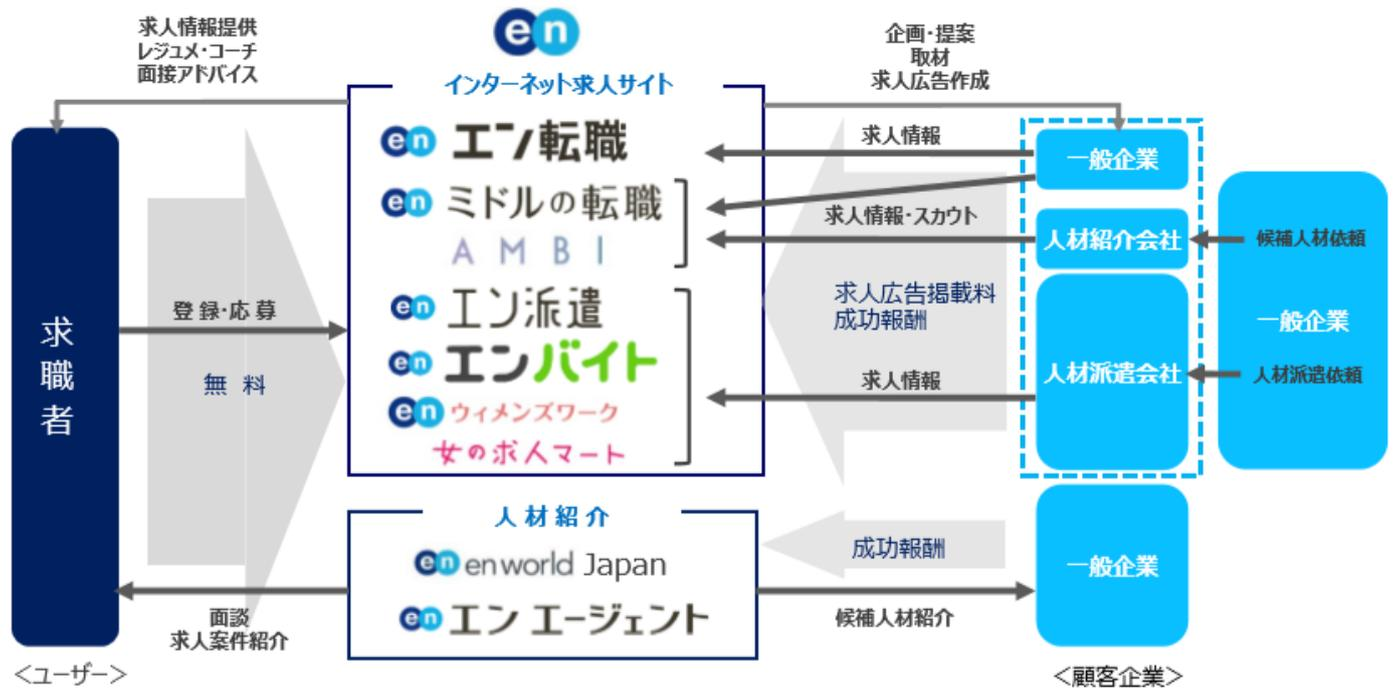 求人情報提供
レジュメ・コーチ
面接アドバイス
en
インターネット求人サイト
企画・提案
取材
求人広告作成
求職者
登録・応募
無料
en エン転職
en ミドルの転職
AMBI
en エン派遣
en エンバイト
en ウィメンズワーク
女の求人マート
求人情報
求人情報・スカウト
求人広告掲載料
成功報酬
求人情報
一般企業
人材紹介会社
人材派遣会社
候補人材依頼
一般企業
人材派遣依頼
人材紹介
en enworld Japan
en エン エージェント
面談
求人案件紹介
成功報酬
候補人材紹介
一般企業
＜ユーザー＞
＜顧客企業＞